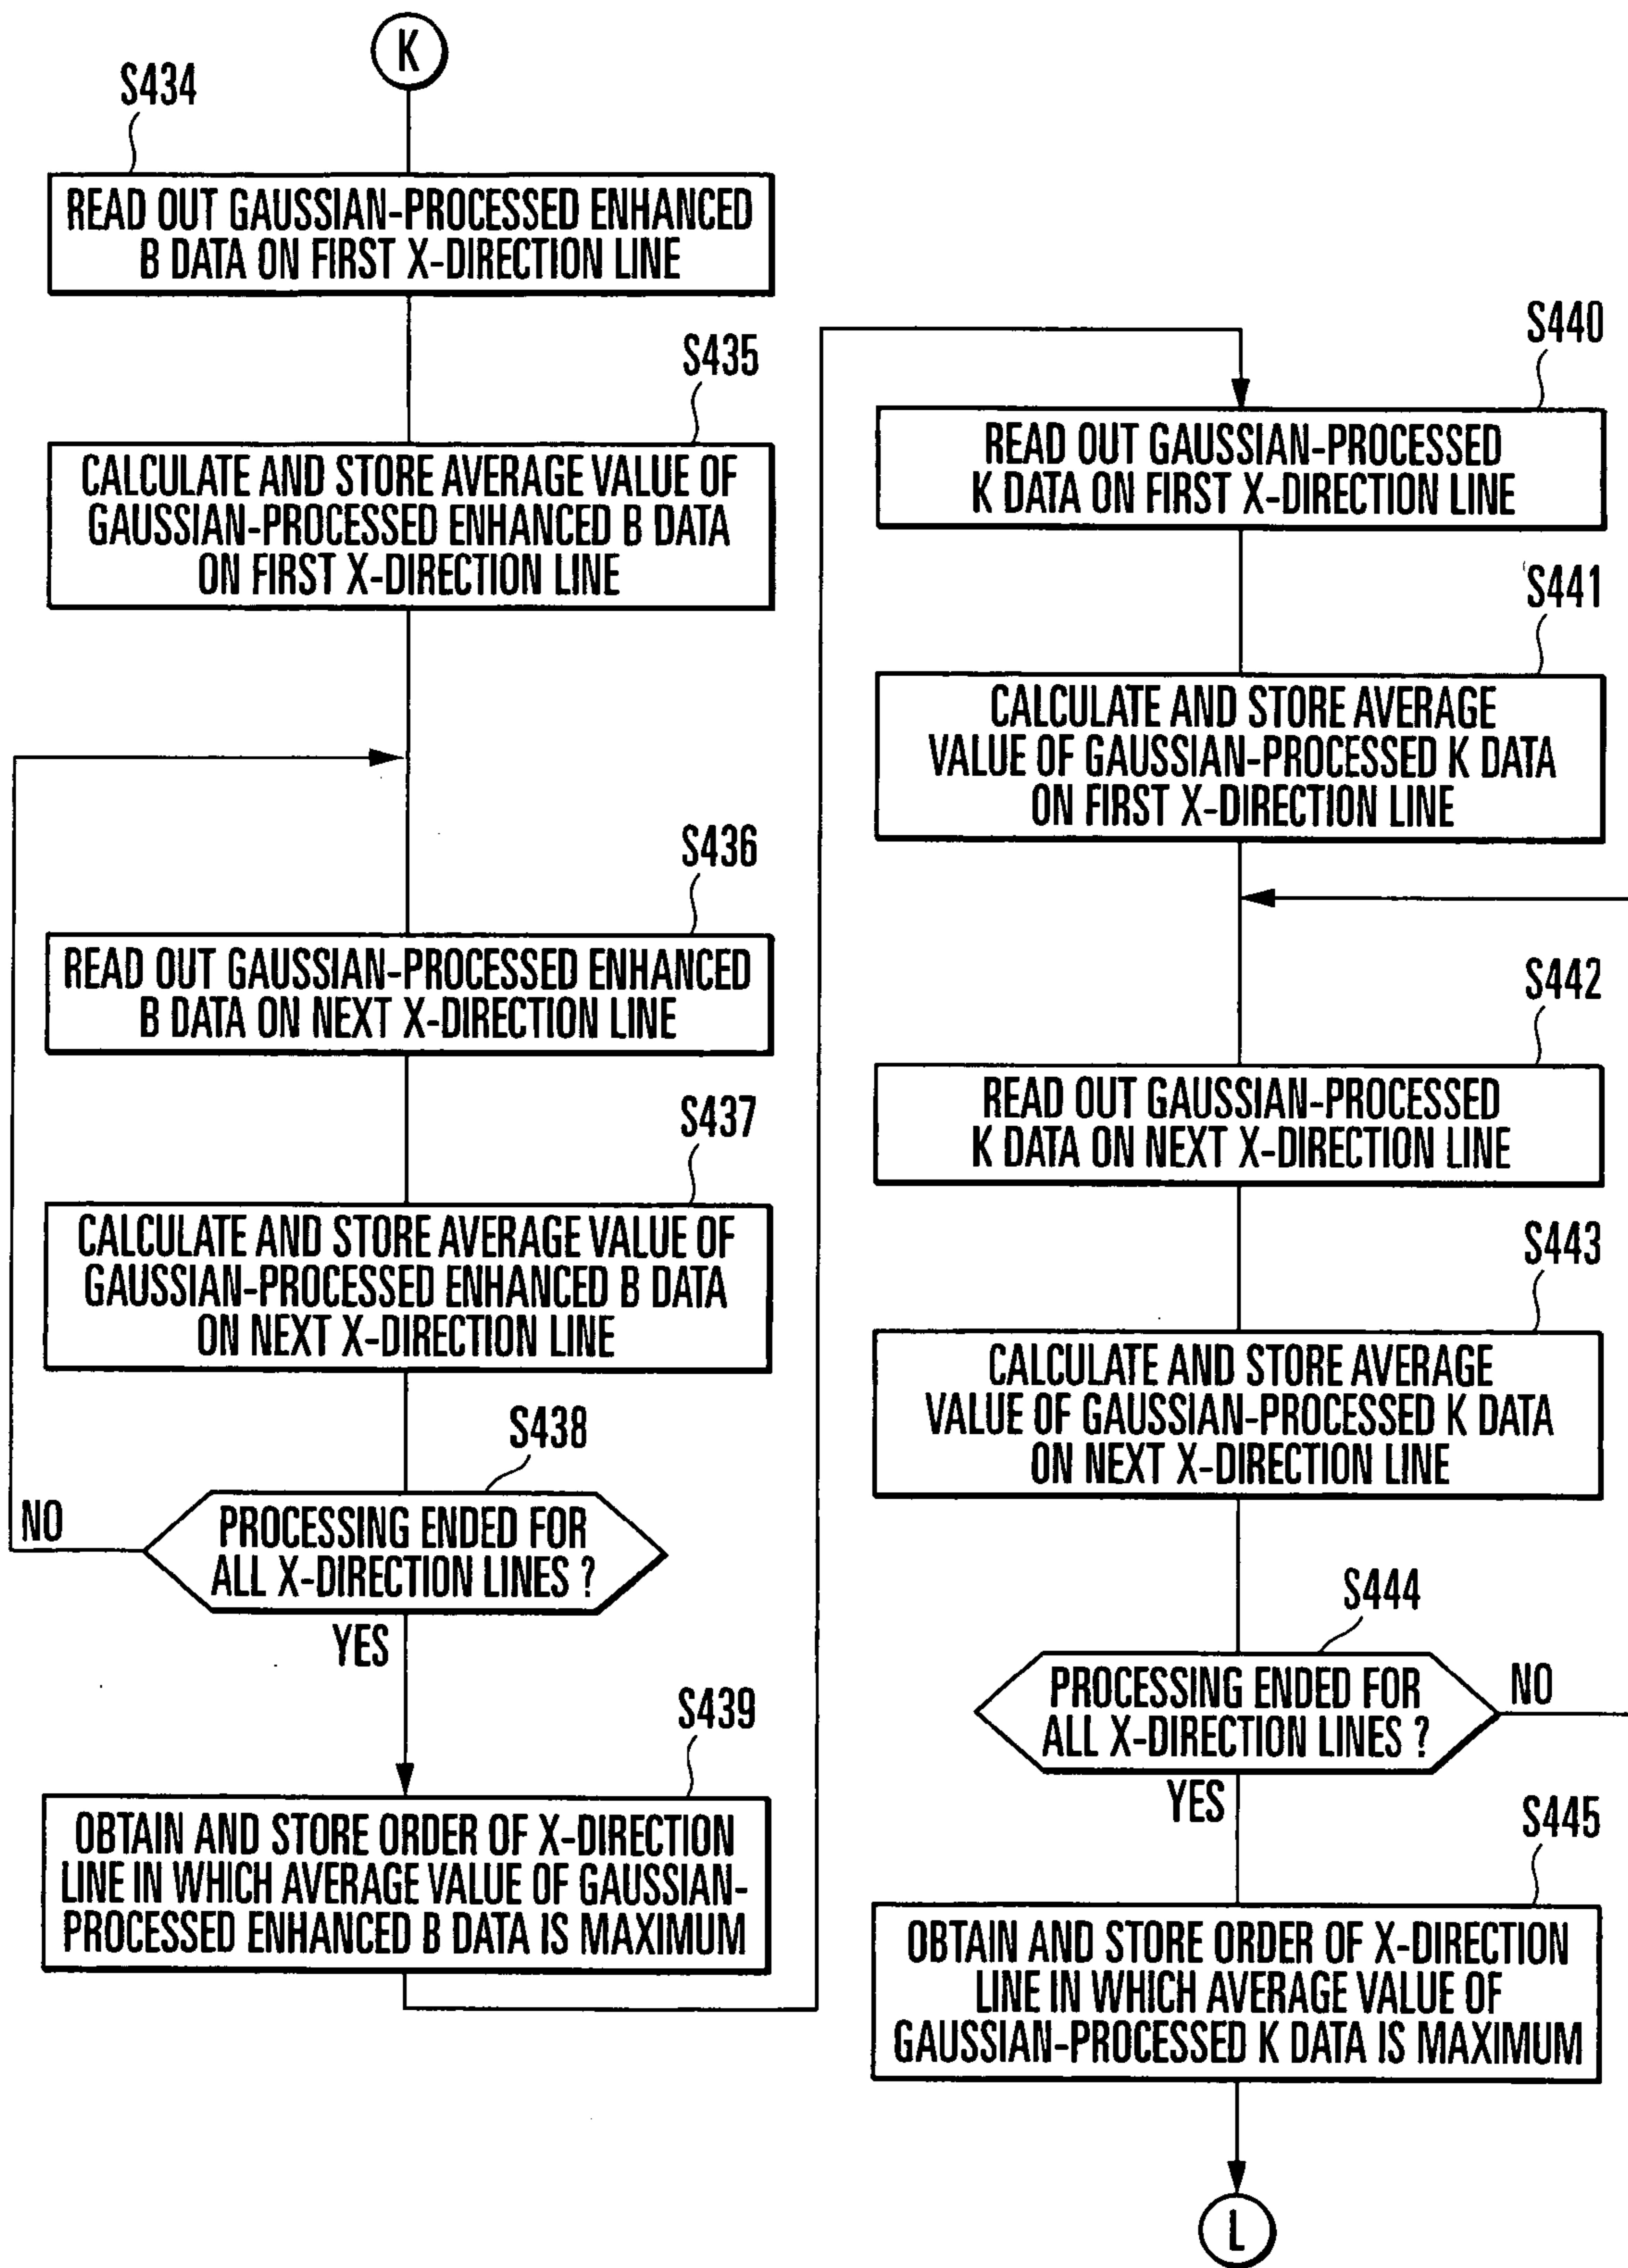 K
S434
READ OUT GAUSSIAN-PROCESSED ENHANCED
B DATA ON FIRST X-DIRECTION LINE
S435
CALCULATE AND STORE AVERAGE VALUE OF
GAUSSIAN-PROCESSED ENHANCED B DATA
ON FIRST X-DIRECTION LINE
S436
READ OUT GAUSSIAN-PROCESSED ENHANCED
B DATA ON NEXT X-DIRECTION LINE
S437
CALCULATE AND STORE AVERAGE VALUE OF
GAUSSIAN-PROCESSED ENHANCED B DATA
ON NEXT X-DIRECTION LINE
S438
NO
PROCESSING ENDED FOR
ALL X-DIRECTION LINES ?
YES
S439
OBTAIN AND STORE ORDER OF X-DIRECTION
LINE IN WHICH AVERAGE VALUE OF GAUSSIAN-
PROCESSED ENHANCED B DATA IS MAXIMUM
S440
READ OUT GAUSSIAN-PROCESSED
K DATA ON FIRST X-DIRECTION LINE
S441
CALCULATE AND STORE AVERAGE
VALUE OF GAUSSIAN-PROCESSED K DATA
ON FIRST X-DIRECTION LINE
S442
READ OUT GAUSSIAN-PROCESSED
K DATA ON NEXT X-DIRECTION LINE
S443
CALCULATE AND STORE AVERAGE
VALUE OF GAUSSIAN-PROCESSED K DATA
ON NEXT X-DIRECTION LINE
S444
PROCESSING ENDED FOR
ALL X-DIRECTION LINES ?
NO
YES
S445
OBTAIN AND STORE ORDER OF X-DIRECTION
LINE IN WHICH AVERAGE VALUE OF
GAUSSIAN-PROCESSED K DATA IS MAXIMUM
L